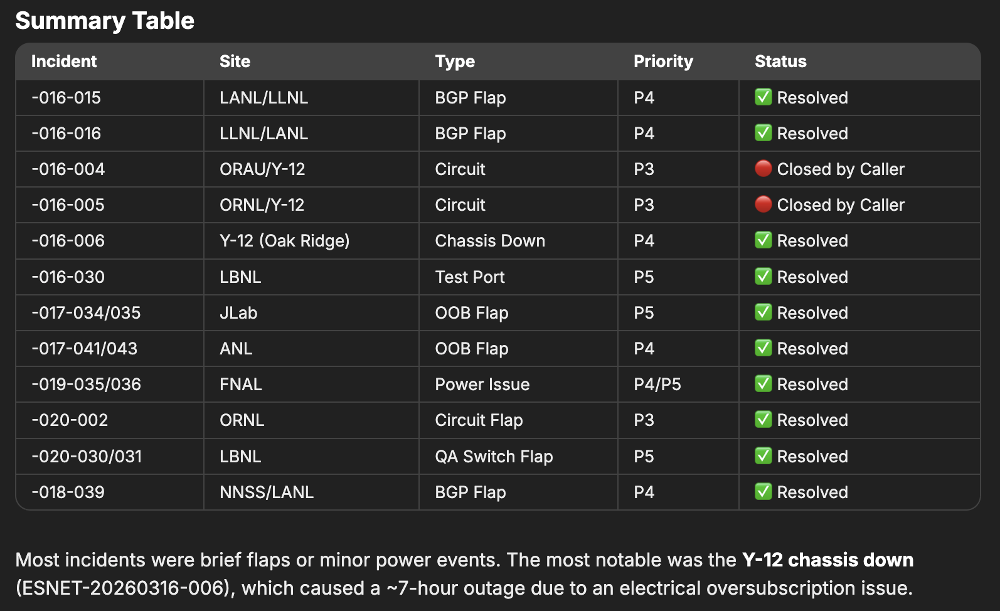 Summary Table
Incident Site Type Priority Status
-016-015 LANL/LLNL BGP Flap P4 ✅ Resolved
-016-016 LLNL/LANL BGP Flap P4 ✅ Resolved
-016-004 ORAU/Y-12 Circuit P3 🔴 Closed by Caller
-016-005 ORNL/Y-12 Circuit P3 🔴 Closed by Caller
-016-006 Y-12 (Oak Ridge) Chassis Down P4 ✅ Resolved
-016-030 LBNL Test Port P5 ✅ Resolved
-017-034/035 JLab OOB Flap P5 ✅ Resolved
-017-041/043 ANL OOB Flap P4 ✅ Resolved
-019-035/036 FNAL Power Issue P4/P5 ✅ Resolved
-020-002 ORNL Circuit Flap P3 ✅ Resolved
-020-030/031 LBNL QA Switch Flap P5 ✅ Resolved
-018-039 NNSS/LANL BGP Flap P4 ✅ Resolved
Most incidents were brief flaps or minor power events. The most notable was the Y-12 chassis down
(ESNET-20260316-006), which caused a ~7-hour outage due to an electrical oversubscription issue.